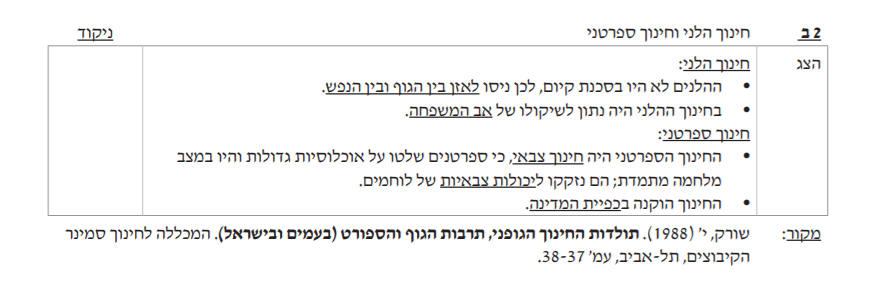 2 ב חינוך הלני וחינוך ספרטני ניקוד
הצג חינוך הלני:
• ההלנים לא היו בסכנת קיום, לכן ניסו לאזן בין הגוף ובין הנפש.
• בחינוך ההלני היה נתון לשיקולו של אב המשפחה.
חינוך ספרטני:
• החינוך הספרטני היה חינוך צבאי, כי ספרטנים שלטו על אוכלוסיות גדולות והיו במצב
מלחמה מתמדת; הם נזקקו ליכולות צבאיות של לוחמים.
• החינוך הוקנה בכפיית המדינה.
מקור: שורק, י' (1988). תולדות החינוך הגופני, תרבות הגוף והספורט (בעמים ובישראל). המכללה לחינוך סמינר
הקיבוצים, תל-אביב, עמ' 38-37.